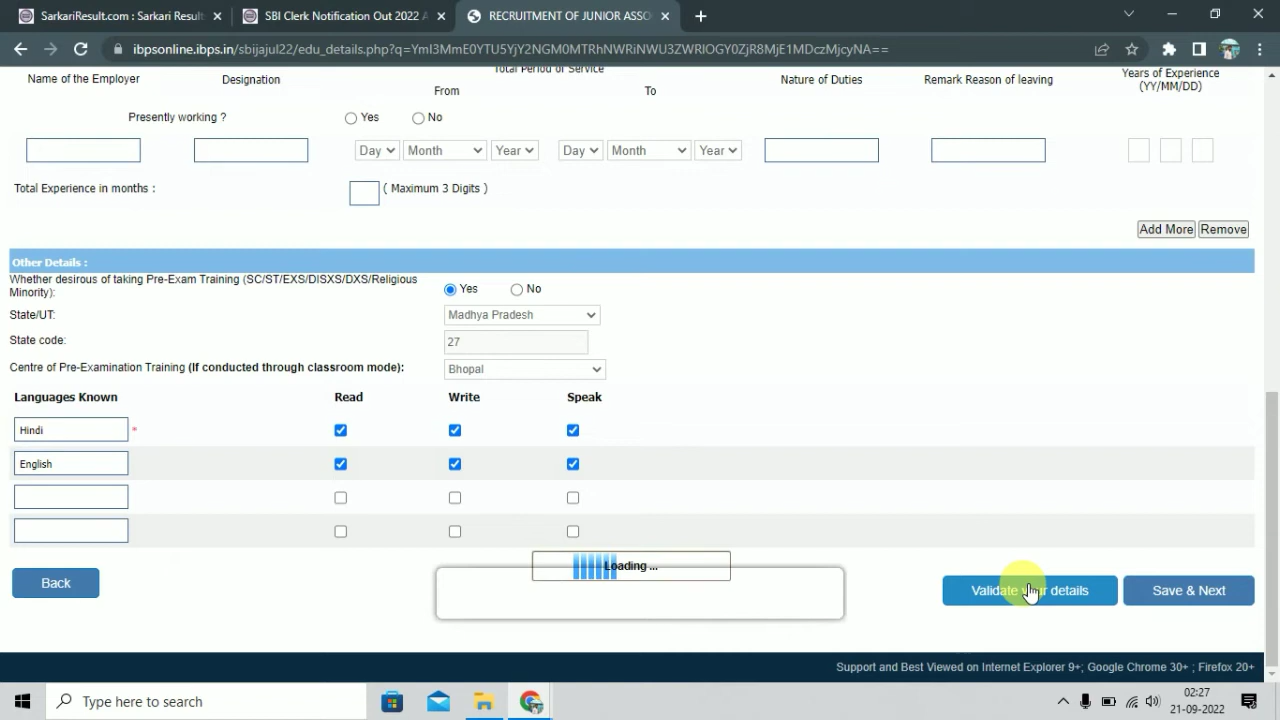 SarkariResult.com : Sarkari Result
SBI Clerk Notification Out 2022 A
RECRUITMENT OF JUNIOR ASSO
ibpsonline.ibps.in/sbijajul22/edu_details.php?q=YmI3MmE0YTU5YjY2NGM0MTRhNWRiNWU3ZWRlOGY0ZjR8MjE1MDczMjcyNA==
Name of the Employer
Designation
Total Period of Service
From
To
Nature of Duties
Remark Reason of leaving
Years of Experience
(YY/MM/DD)
Presently working ?
Yes
No
Day Month Year
Day Month Year
Total Experience in months :
( Maximum 3 Digits )
Add More
Remove
Other Details :
Whether desirous of taking Pre-Exam Training (SC/ST/EXS/DISXS/DXS/Religious
Minority):
Yes
No
State/UT:
Madhya Pradesh
State code:
27
Centre of Pre-Examination Training (If conducted through classroom mode):
Bhopal
Languages Known
Read
Write
Speak
Hindi
*
English
Loading ...
Back
Validate your details
Save & Next
Support and Best Viewed on Internet Explorer 9+; Google Chrome 30+ ; Firefox 20+
Type here to search
02:27
21-09-2022